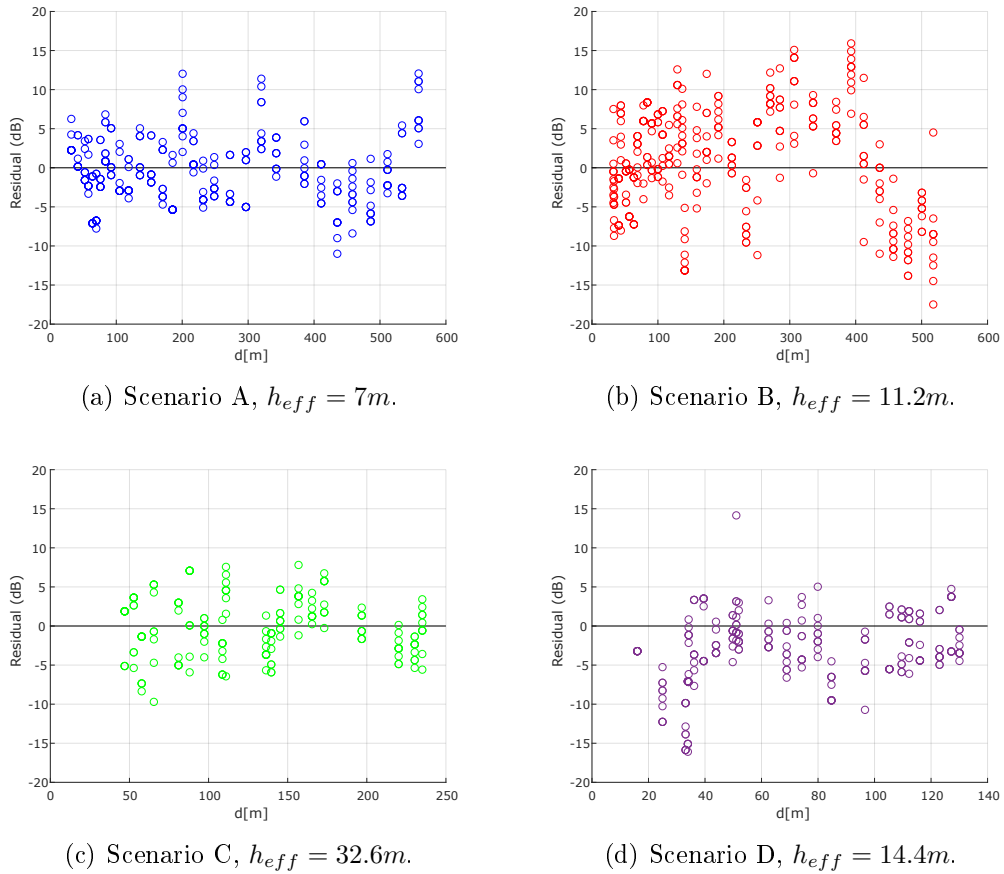 20
15
10
5
0
-5
-10
-15
-20
Residual (dB)
0 100 200 300 400 500 600
d[m]
(a) Scenario A, h_eff = 7m.
20
15
10
5
0
-5
-10
-15
-20
Residual (dB)
0 100 200 300 400 500 600
d[m]
(b) Scenario B, h_eff = 11.2m.
20
15
10
5
0
-5
-10
-15
-20
Residual (dB)
0 50 100 150 200 250
d[m]
(c) Scenario C, h_eff = 32.6m.
20
15
10
5
0
-5
-10
-15
-20
Residual (dB)
0 20 40 60 80 100 120 140
d[m]
(d) Scenario D, h_eff = 14.4m.